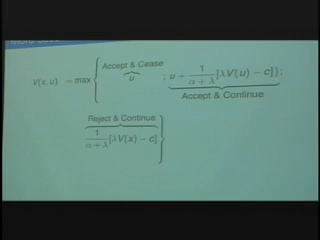 Accept & Cease
V(x, u) = max { u ; u + 1/(α + λ) [λV(u) − c]} ;
Accept & Continue
Reject & Continue
1/(α + λ) [λV(x) − c] }